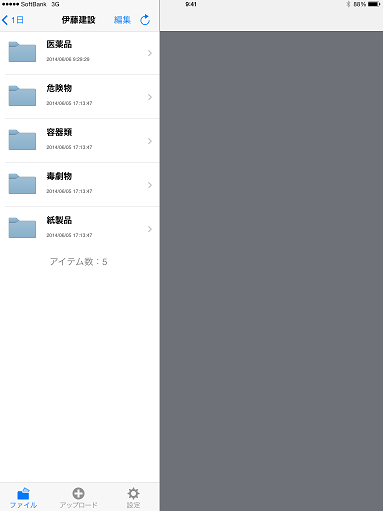 SoftBank 3G 9:41 88%
1日 伊藤建設 編集
医薬品
2014/06/06 9:29:29
危険物
2014/06/05 17:13:47
容器類
2014/06/05 17:13:47
毒劇物
2014/06/05 17:13:47
紙製品
2014/06/05 17:13:47
アイテム数：5
ファイル アップロード 設定